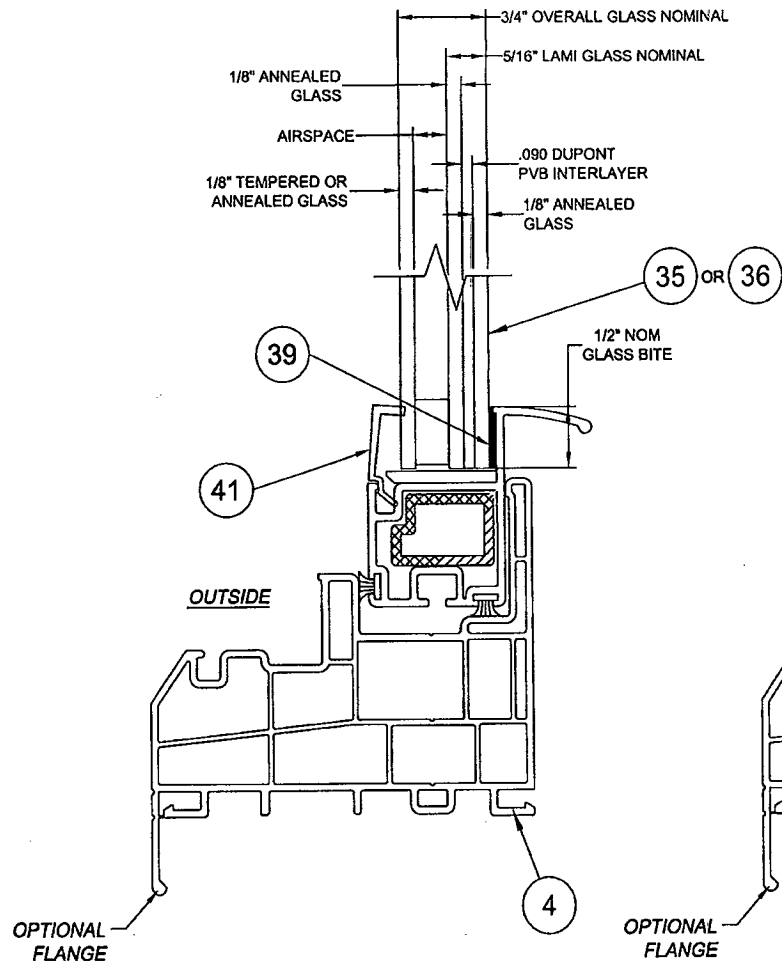 3/4" OVERALL GLASS NOMINAL
5/16" LAMI GLASS NOMINAL
1/8" ANNEALED
GLASS
AIRSPACE
.090 DUPONT
PVB INTERLAYER
1/8" TEMPERED OR
ANNEALED GLASS
1/8" ANNEALED
GLASS
35 OR 36
1/2" NOM
GLASS BITE
39
41
OUTSIDE
4
OPTIONAL
FLANGE
OPTIONAL
FLANGE